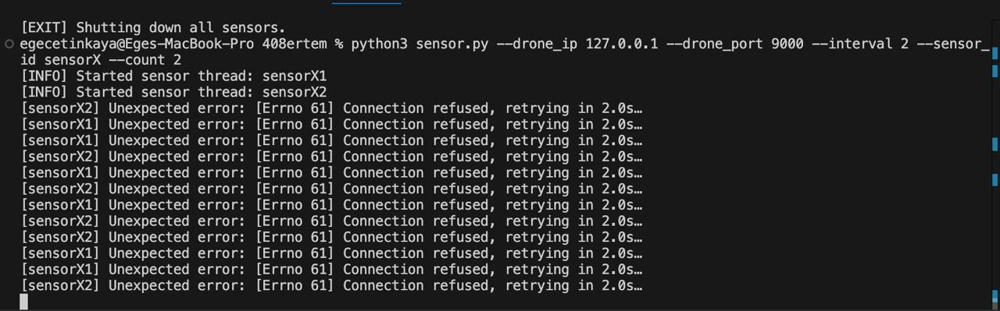 [EXIT] Shutting down all sensors.
egecetinkaya@Eges-MacBook-Pro 408ertem % python3 sensor.py --drone_ip 127.0.0.1 --drone_port 9000 --interval 2 --sensor_
id sensorX --count 2
[INFO] Started sensor thread: sensorX1
[INFO] Started sensor thread: sensorX2
[sensorX2] Unexpected error: [Errno 61] Connection refused, retrying in 2.0s…
[sensorX1] Unexpected error: [Errno 61] Connection refused, retrying in 2.0s…
[sensorX1] Unexpected error: [Errno 61] Connection refused, retrying in 2.0s…
[sensorX2] Unexpected error: [Errno 61] Connection refused, retrying in 2.0s…
[sensorX1] Unexpected error: [Errno 61] Connection refused, retrying in 2.0s…
[sensorX2] Unexpected error: [Errno 61] Connection refused, retrying in 2.0s…
[sensorX1] Unexpected error: [Errno 61] Connection refused, retrying in 2.0s…
[sensorX2] Unexpected error: [Errno 61] Connection refused, retrying in 2.0s…
[sensorX2] Unexpected error: [Errno 61] Connection refused, retrying in 2.0s…
[sensorX1] Unexpected error: [Errno 61] Connection refused, retrying in 2.0s…
[sensorX1] Unexpected error: [Errno 61] Connection refused, retrying in 2.0s…
[sensorX2] Unexpected error: [Errno 61] Connection refused, retrying in 2.0s…